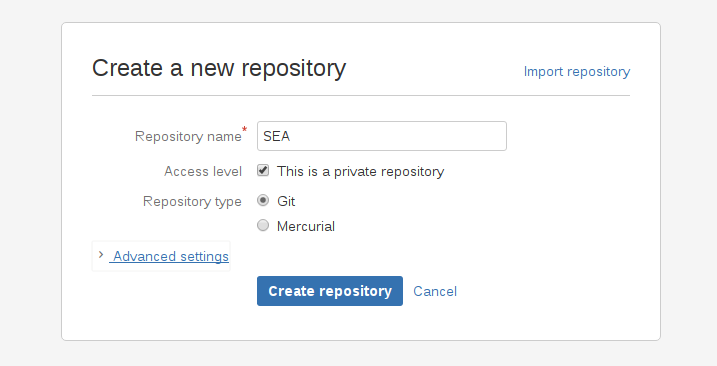 Create a new repository
Import repository
Repository name*
SEA
Access level
This is a private repository
Repository type
Git
Mercurial
Advanced settings
Create repository
Cancel